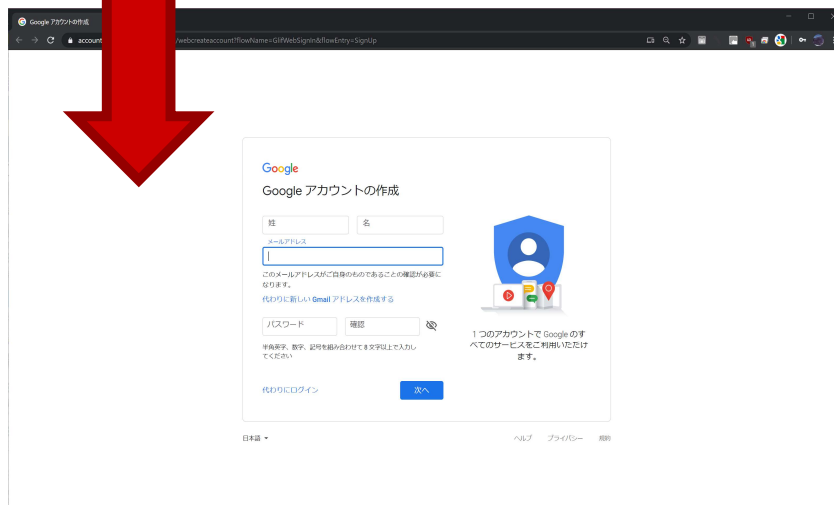 Google アカウントの作成
account
/webcreateaccount?flowName=GlifWebSignIn&flowEntry=SignUp
Google
Google アカウントの作成
姓
名
メールアドレス
このメールアドレスがご自身のものであることの確認が必要に
なります。
代わりに新しい Gmail アドレスを作成する
パスワード
確認
半角英字、数字、記号を組み合わせて 8 文字以上で入力し
てください
1 つのアカウントで Google のす
べてのサービスをご利用いただけ
ます。
代わりにログイン
次へ
日本語
ヘルプ
プライバシー
規約